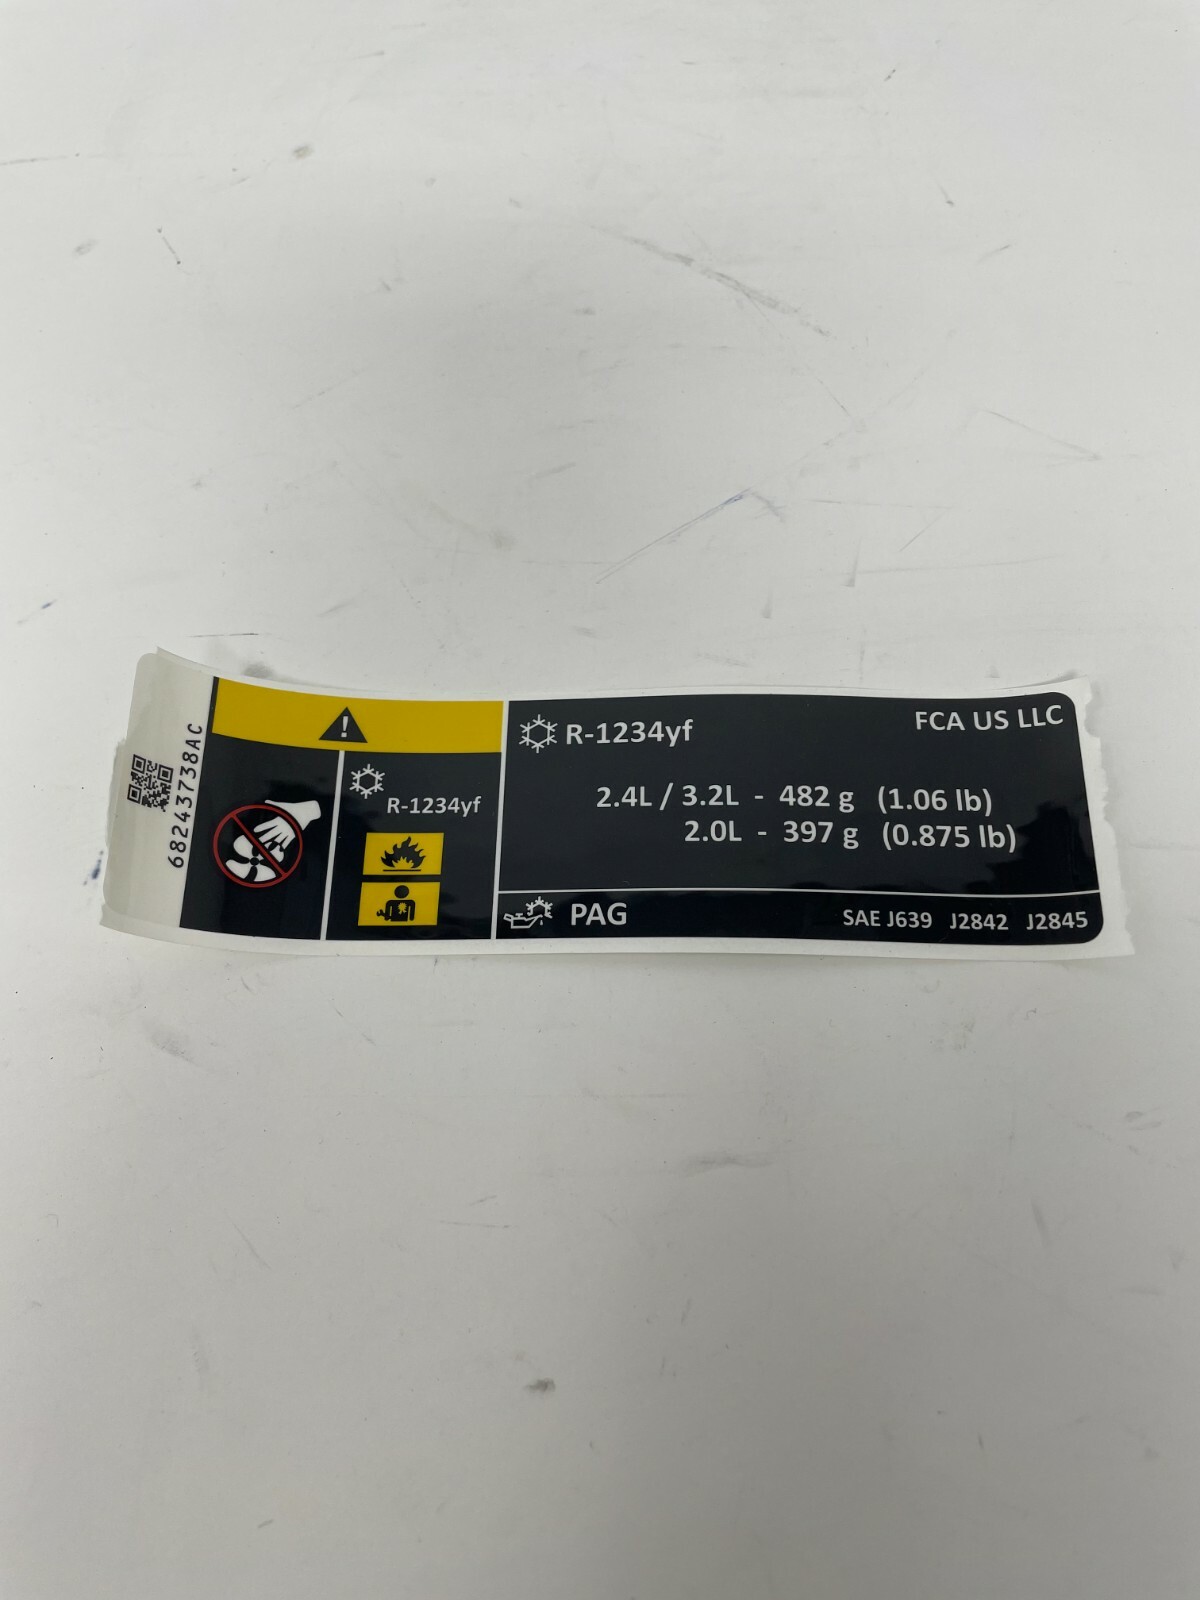 68243738AC
!
R-1234yf
R-1234yf
FCA US LLC
2.4L / 3.2L - 482 g (1.06 lb)
2.0L - 397 g (0.875 lb)
PAG
SAE J639 J2842 J2845